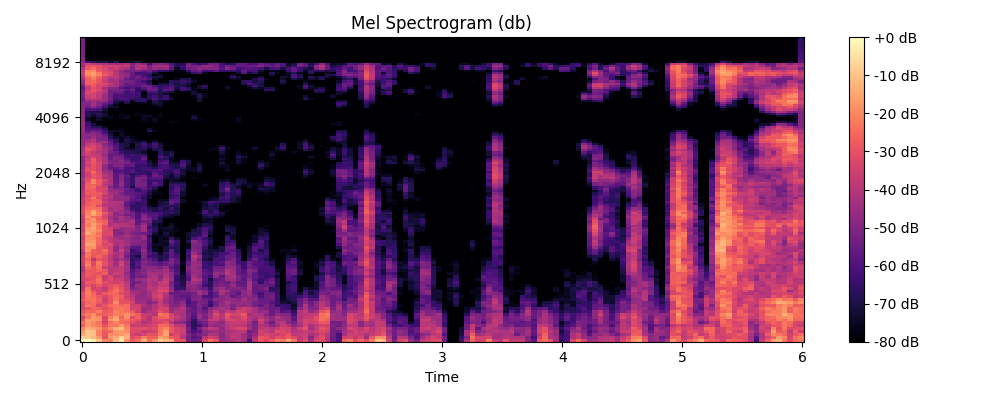 Mel Spectrogram (db)
Hz
8192
4096
2048
1024
512
0
0 1 2 3 4 5 6
Time
+0 dB
-10 dB
-20 dB
-30 dB
-40 dB
-50 dB
-60 dB
-70 dB
-80 dB